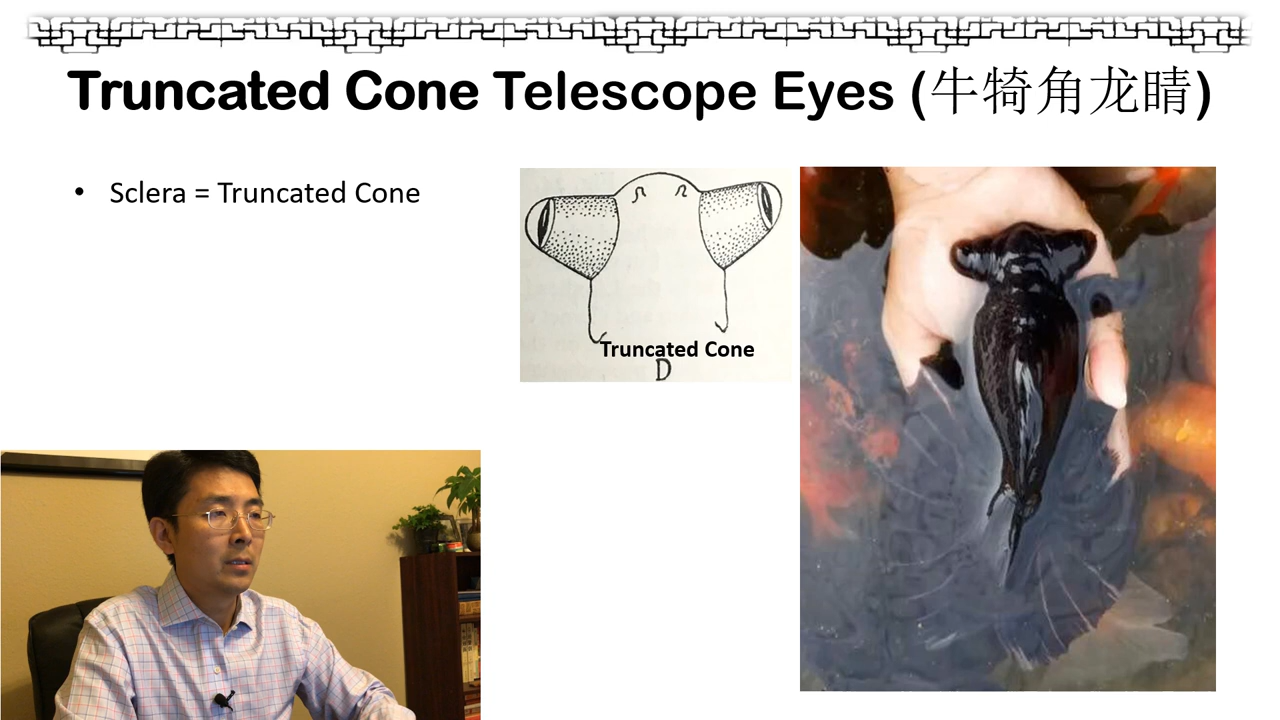 Truncated Cone Telescope Eyes (牛犄角龙睛)
• Sclera = Truncated Cone
Truncated Cone
D